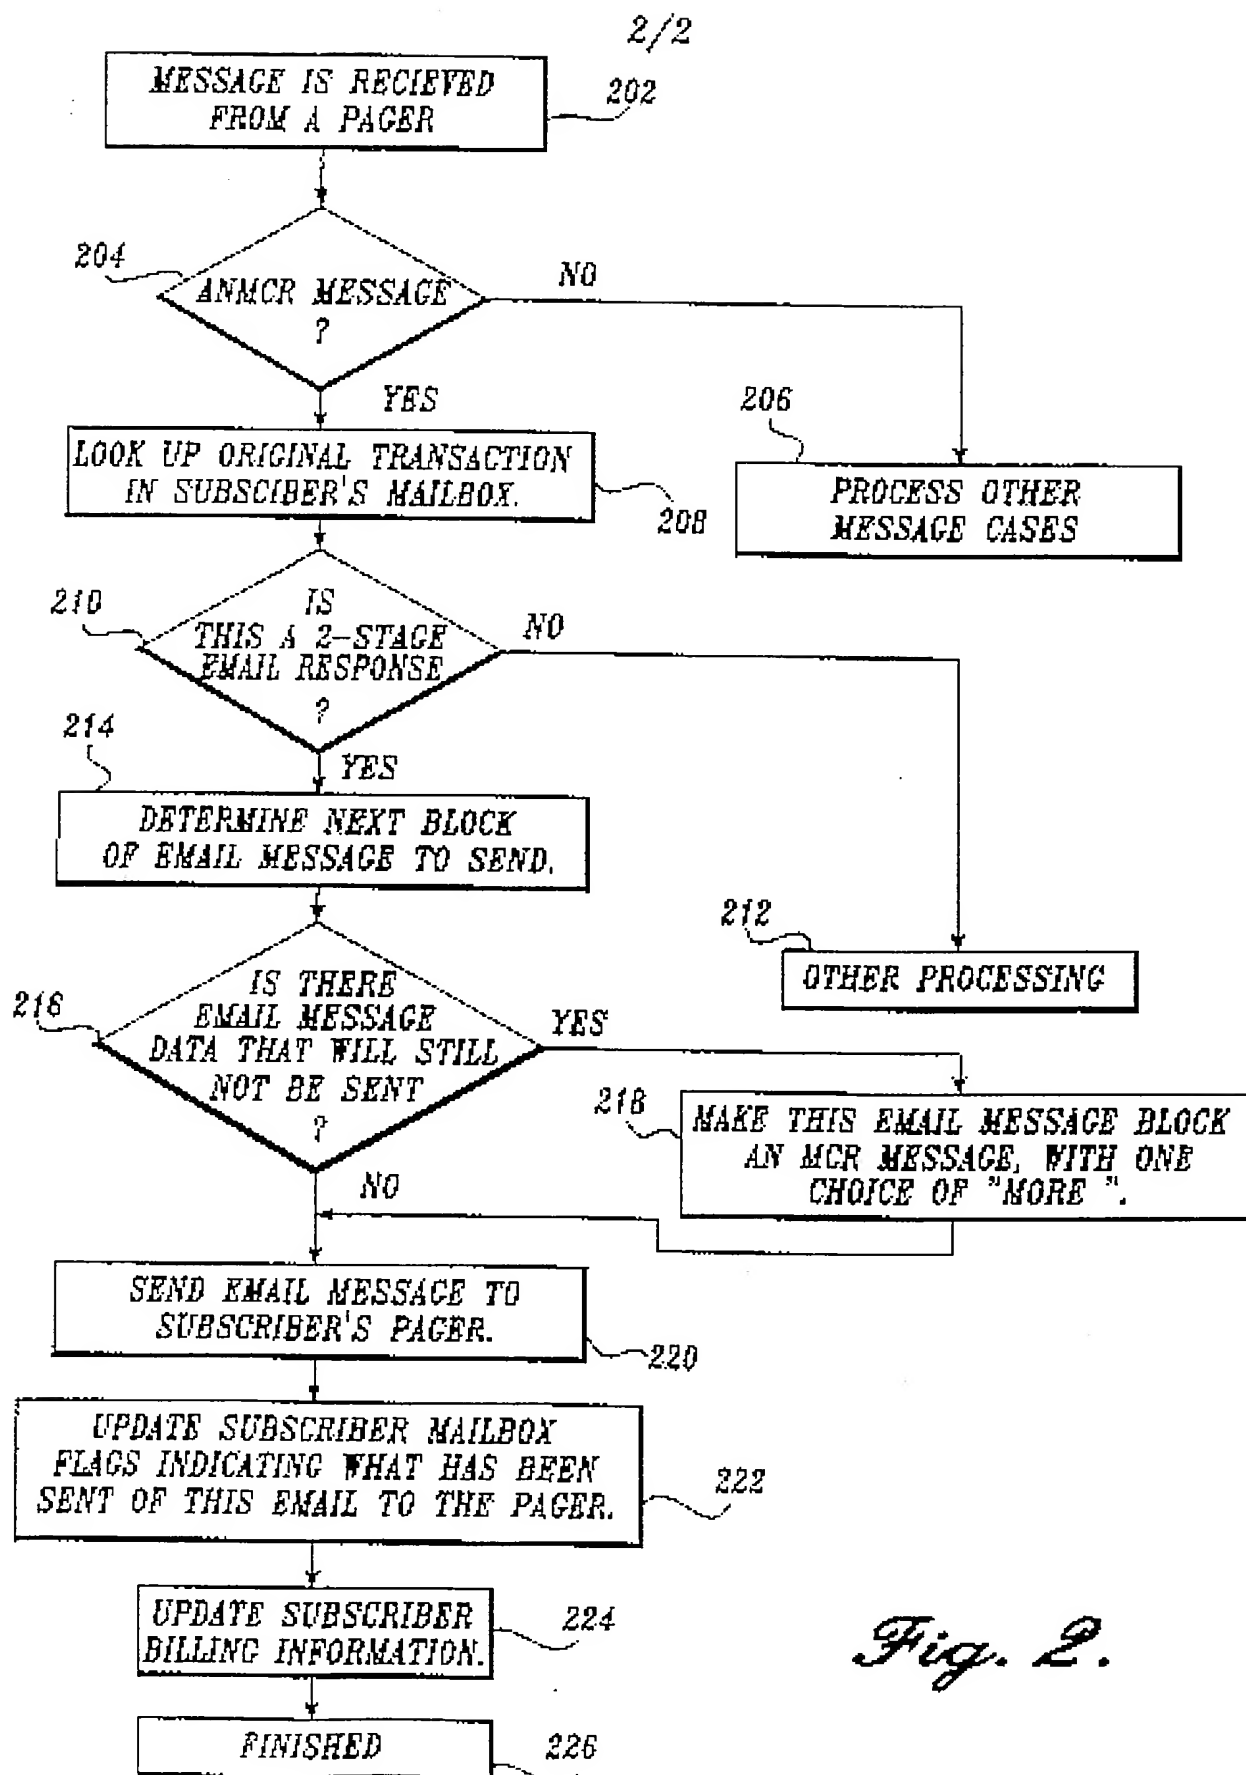 2/2
MESSAGE IS RECIEVED
FROM A PAGER
202
204
ANMCR MESSAGE
?
NO
YES
206
LOOK UP ORIGINAL TRANSACTION
IN SUBSCIBER'S MAILBOX.
208
PROCESS OTHER
MESSAGE CASES
210
IS
THIS A 2-STAGE
EMAIL RESPONSE
?
NO
YES
214
DETERMINE NEXT BLOCK
OF EMAIL MESSAGE TO SEND.
212
OTHER PROCESSING
216
IS THERE
EMAIL MESSAGE
DATA THAT WILL STILL
NOT BE SENT
?
YES
NO
218
MAKE THIS EMAIL MESSAGE BLOCK
AN MCR MESSAGE, WITH ONE
CHOICE OF "MORE ".
SEND EMAIL MESSAGE TO
SUBSCRIBER'S PAGER.
220
UPDATE SUBSCRIBER MAILBOX
FLAGS INDICATING WHAT HAS BEEN
SENT OF THIS EMAIL TO THE PAGER.
222
UPDATE SUBSCRIBER
BILLING INFORMATION.
224
Fig. 2.
FINISHED
226